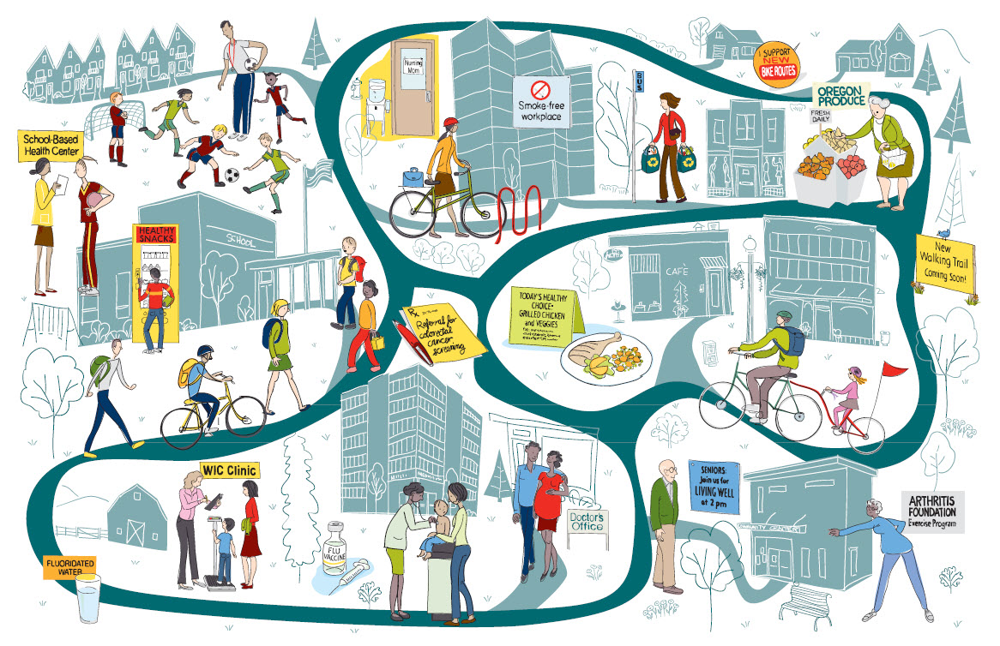 Nursing
Mom
Smoke-free
workplace
BUS
I SUPPORT
NEW
BIKE ROUTES
OREGON
PRODUCE
FRESH
DAILY
School-Based
Health Center
HEALTHY
SNACKS
SCHOOL
New
Walking Trail
Coming Soon!
CAFE
TODAY'S HEALTHY
CHOICE:
GRILLED CHICKEN
and VEGGIES
Rx
Referral for
colorectal
cancer
screening
WIC Clinic
FLU
VACCINE
Doctor's
Office
SENIORS:
Join us for
LIVING WELL
at 2 pm
COMMUNITY CENTER
ARTHRITIS
FOUNDATION
Exercise Program
FLUORIDATED
WATER